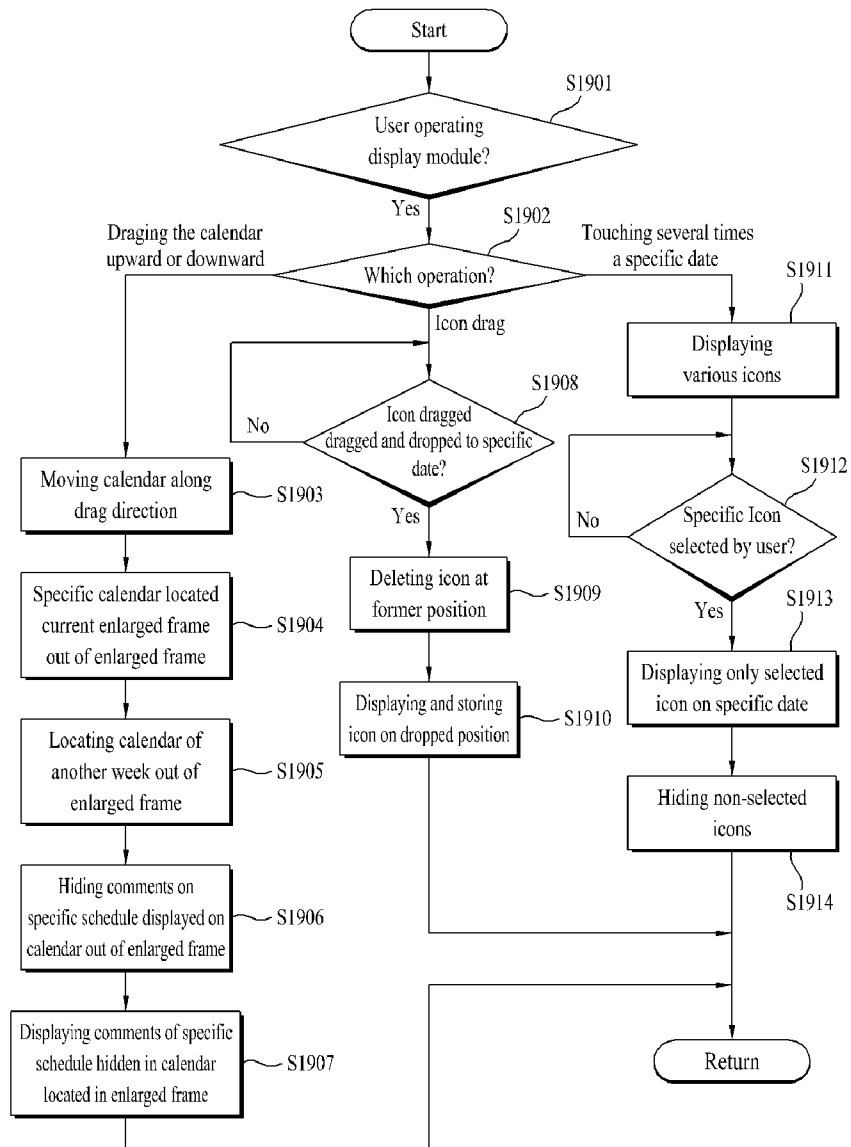 Start
S1901
User operating
display module?
Yes
S1902
Draging the calendar
upward or downward
Touching several times
a specific date
Which operation?
S1911
Icon drag
Displaying
various icons
S1908
No
Icon dragged
dragged and dropped to specific
date?
S1912
Moving calendar along
drag direction
S1903
No
Specific Icon
selected by user?
Yes
Deleting icon at
former position
S1909
Specific calendar located
current enlarged frame
out of enlarged frame
S1904
Yes
S1913
Displaying only selected
icon on specific date
Displaying and storing
icon on dropped position
S1910
Locating calendar of
another week out of
enlarged frame
S1905
Hiding non-selected
icons
S1914
Hiding comments on
specific schedule displayed on
calendar out of enlarged frame
S1906
Displaying comments of specific
schedule hidden in calendar
located in enlarged frame
S1907
Return